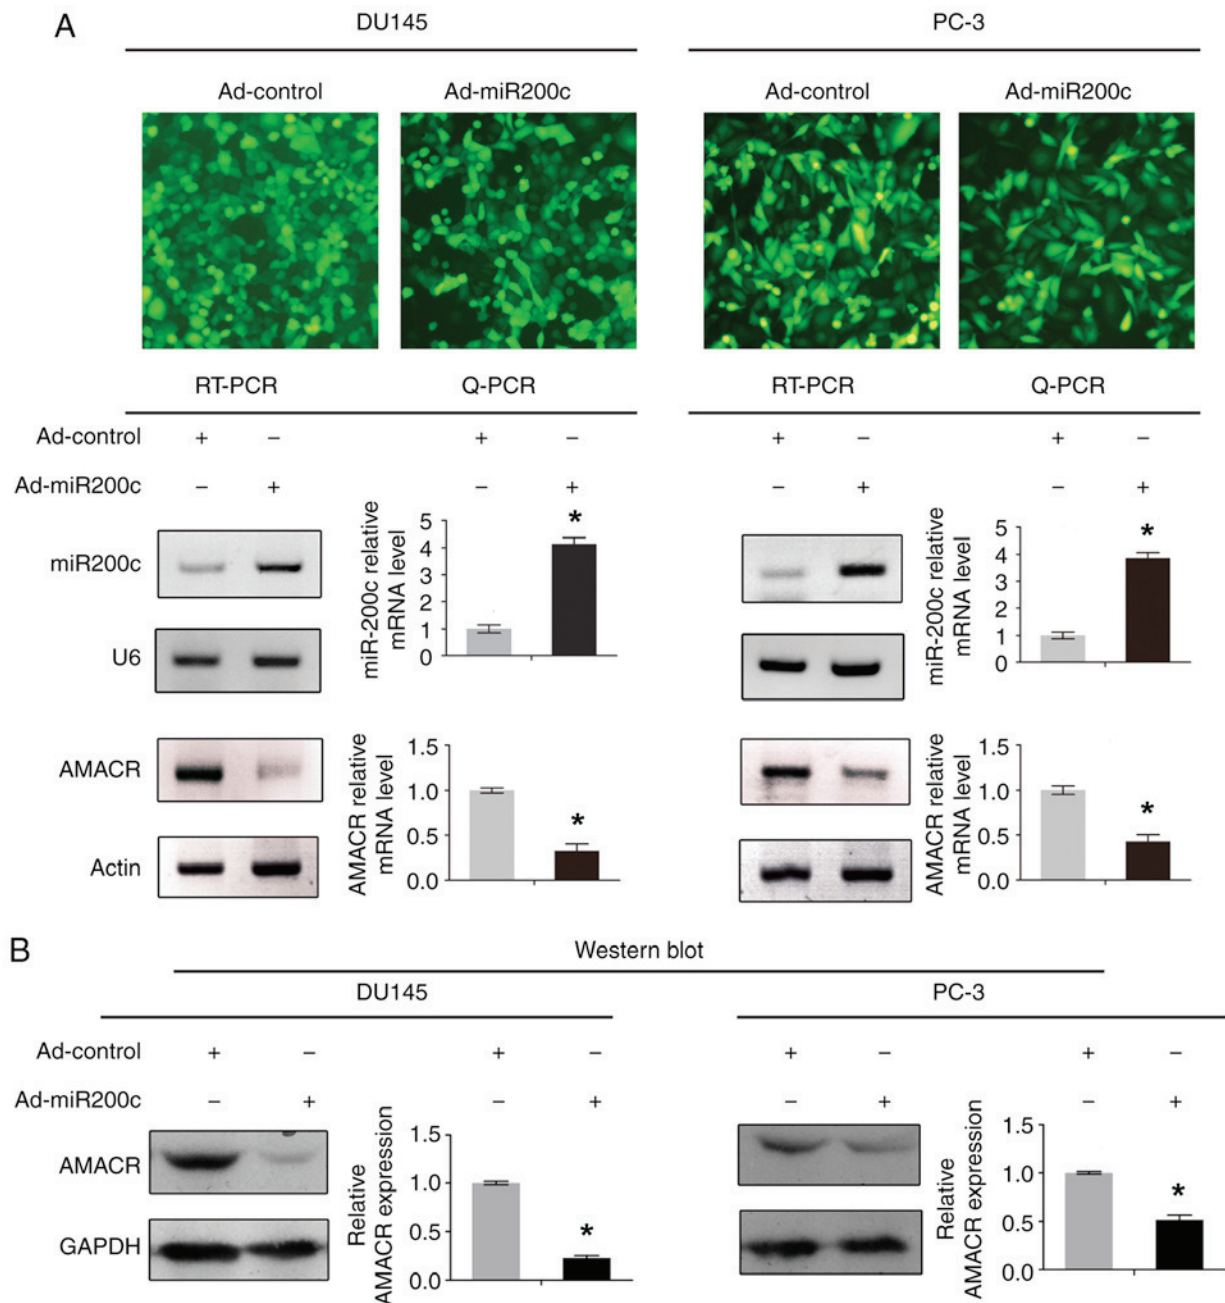 A
DU145 PC-3
Ad-control Ad-miR200c Ad-control Ad-miR200c
RT-PCR Q-PCR RT-PCR Q-PCR
Ad-control + – + – + – + –
Ad-miR200c – + – + – + – +
miR200c
miR-200c relative
mRNA level
5
4
3
2
1
0
*
miR-200c relative
mRNA level
5
4
3
2
1
0
*
U6
AMACR
AMACR relative
mRNA level
1.5
1.0
0.5
0.0
*
AMACR relative
mRNA level
1.5
1.0
0.5
0.0
*
Actin
B
Western blot
DU145 PC-3
Ad-control + – + – + – + –
Ad-miR200c – + – + – + – +
AMACR
Relative
AMACR expression
1.5
1.0
0.5
0.0
*
Relative
AMACR expression
1.5
1.0
0.5
0.0
*
GAPDH